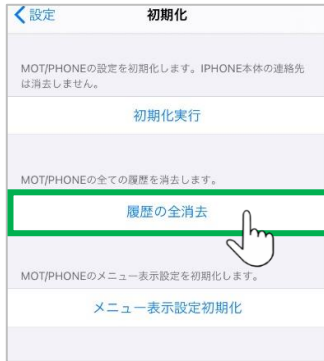 設定 初期化
MOT/PHONEの設定を初期化します。IPHONE本体の連絡先
は消去しません。
初期化実行
MOT/PHONEの全ての履歴を消去します。
履歴の全消去
MOT/PHONEのメニュー表示設定を初期化します。
メニュー表示設定初期化